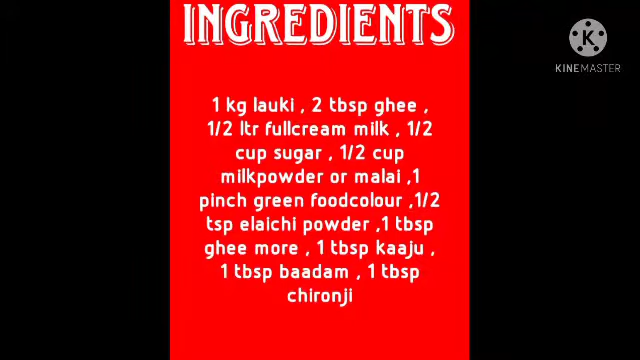 INGREDIENTS
K
KINEMASTER
1 kg lauki , 2 tbsp ghee ,
1/2 ltr fullcream milk , 1/2
cup sugar , 1/2 cup
milkpowder or malai ,1
pinch green foodcolour ,1/2
tsp elaichi powder ,1 tbsp
ghee more , 1 tbsp kaaju ,
1 tbsp baadam , 1 tbsp
chironji